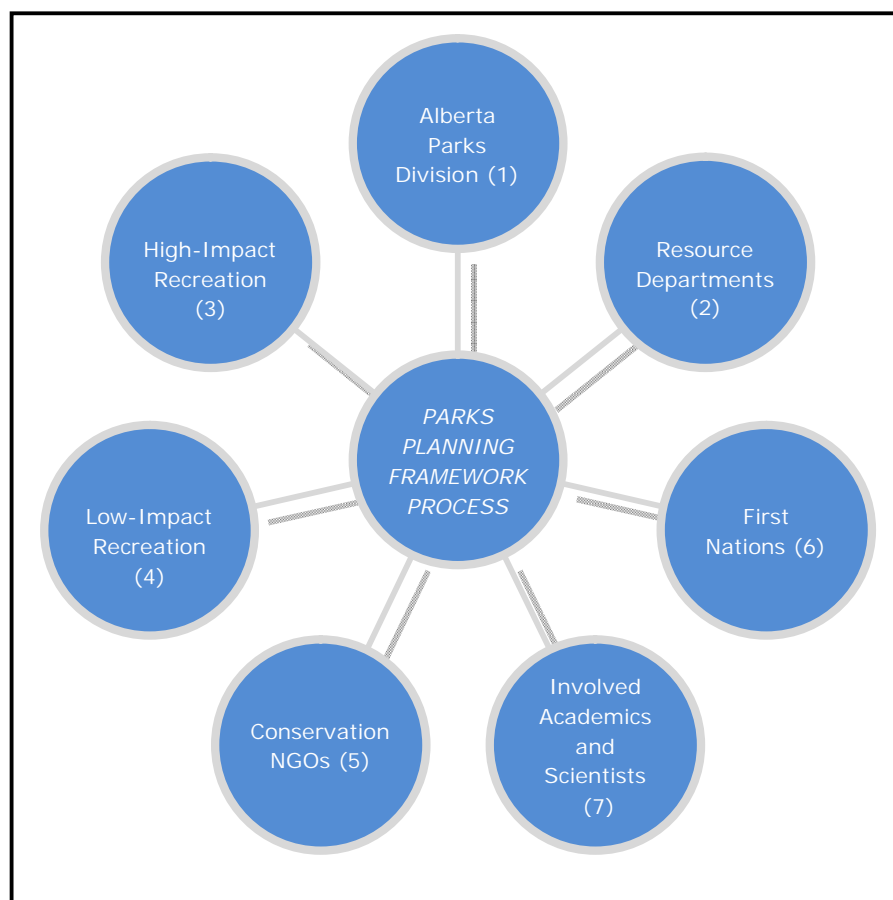 Alberta
Parks
Division (1)
High-Impact
Recreation
(3)
Resource
Departments
(2)
PARKS
PLANNING
FRAMEWORK
PROCESS
Low-Impact
Recreation
(4)
First
Nations (6)
Conservation
NGOs (5)
Involved
Academics
and
Scientists
(7)